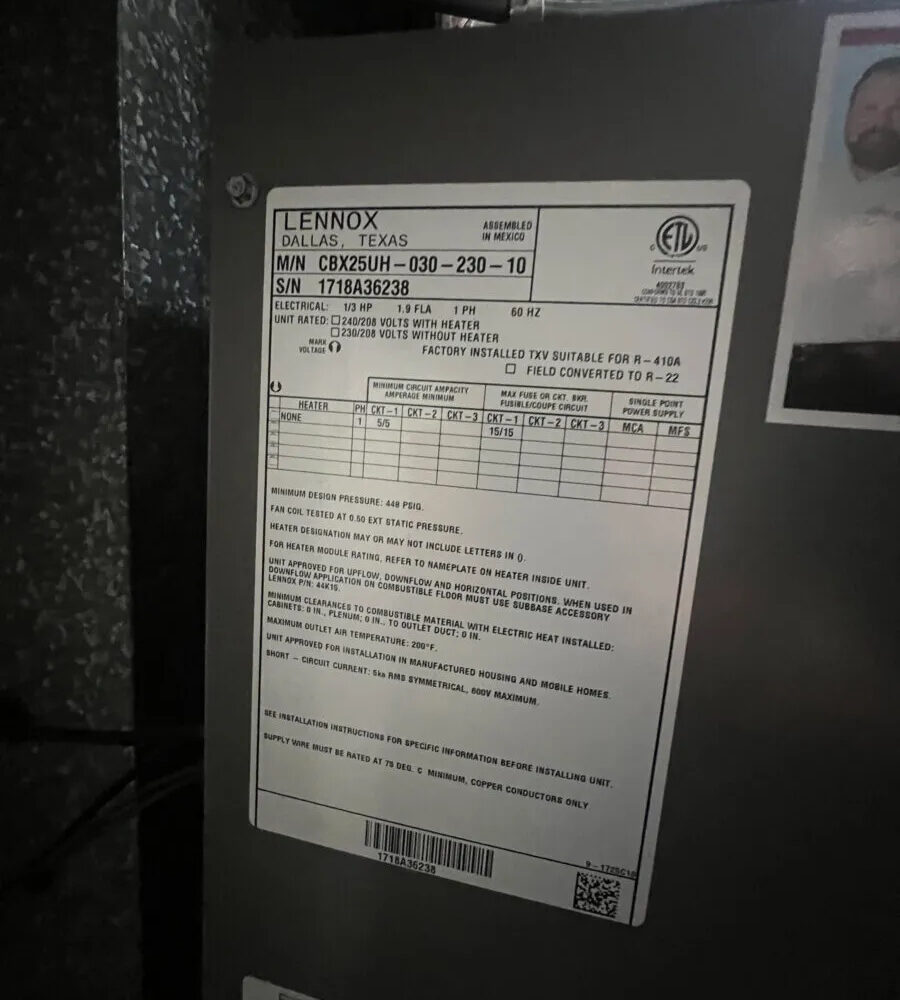 LENNOX
DALLAS, TEXAS
ASSEMBLED
IN MEXICO
M/N CBX25UH-030-230-10
S/N 1718A36238
ETL
C US
Intertek
ELECTRICAL: 1/3 HP 1.9 FLA 1 PH 60 HZ
UNIT RATED: □ 240/208 VOLTS WITH HEATER
□ 230/208 VOLTS WITHOUT HEATER
MARK
VOLTAGE
FACTORY INSTALLED TXV SUITABLE FOR R-410A
□ FIELD CONVERTED TO R-22
MINIMUM CIRCUIT AMPACITY
AMPERAGE MINIMUM
MAX FUSE OR CKT. BKR.
FUSIBLE/COUPE CIRCUIT
SINGLE POINT
POWER SUPPLY
HEATER PH CKT-1 CKT-2 CKT-3 CKT-1 CKT-2 CKT-3 MCA MFS
NONE 1 5/5 15/15
MINIMUM DESIGN PRESSURE: 449 PSIG.
FAN COIL TESTED AT 0.50 EXT STATIC PRESSURE.
HEATER DESIGNATION MAY OR MAY NOT INCLUDE LETTERS IN ().
FOR HEATER MODULE RATING, REFER TO NAMEPLATE ON HEATER INSIDE UNIT.
UNIT APPROVED FOR UPFLOW, DOWNFLOW AND HORIZONTAL POSITIONS. WHEN USED IN
DOWNFLOW APPLICATION ON COMBUSTIBLE FLOOR MUST USE SUBBASE ACCESSORY
LENNOX P/N: 44K15.
MINIMUM CLEARANCES TO COMBUSTIBLE MATERIAL WITH ELECTRIC HEAT INSTALLED:
CABINETS: 0 IN., PLENUM; 0 IN., TO OUTLET DUCT; 0 IN.
MAXIMUM OUTLET AIR TEMPERATURE: 200°F.
UNIT APPROVED FOR INSTALLATION IN MANUFACTURED HOUSING AND MOBILE HOMES.
SHORT - CIRCUIT CURRENT: 5ka RMS SYMMETRICAL, 600V MAXIMUM.
SEE INSTALLATION INSTRUCTIONS FOR SPECIFIC INFORMATION BEFORE INSTALLING UNIT.
SUPPLY WIRE MUST BE RATED AT 75 DEG. C MINIMUM, COPPER CONDUCTORS ONLY
1718A36238